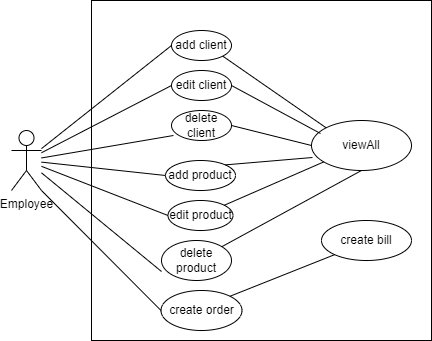 add client
edit client
delete
client
viewAll
add product
Employee
edit product
create bill
delete
product
create order